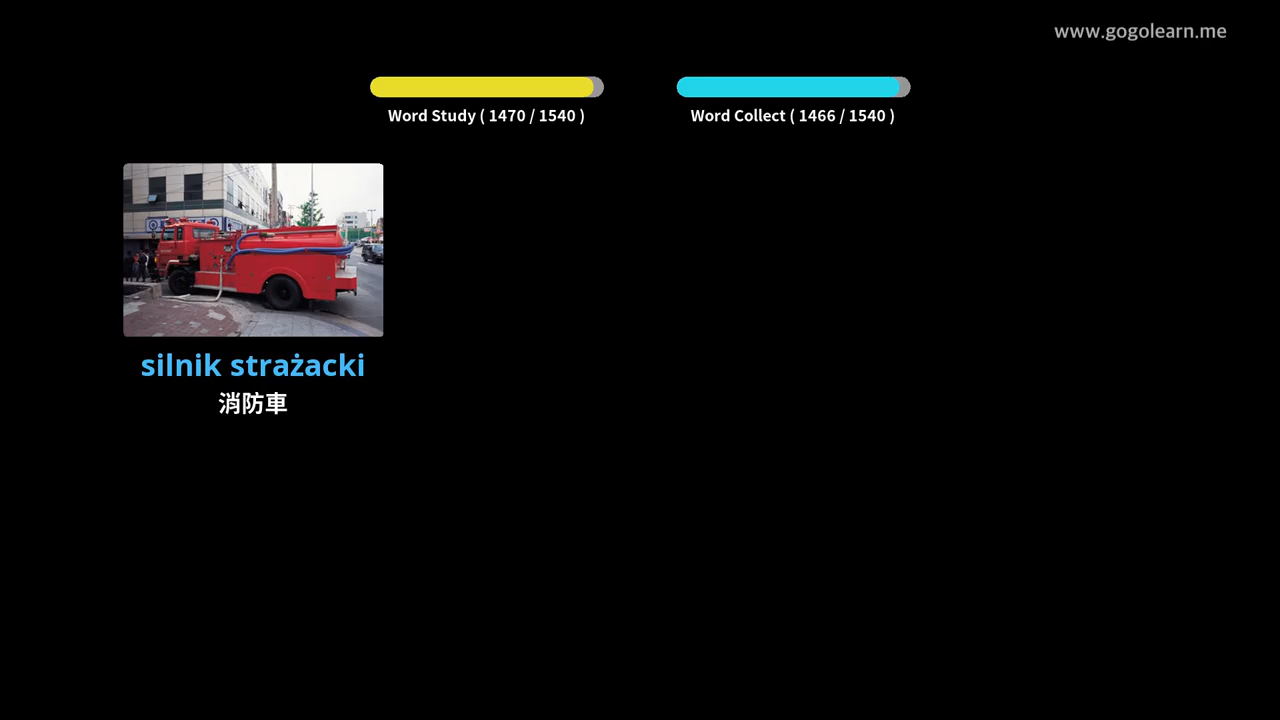 www.gogolearn.me
Word Study ( 1470 / 1540 )
Word Collect ( 1466 / 1540 )
silnik strażacki
消防車